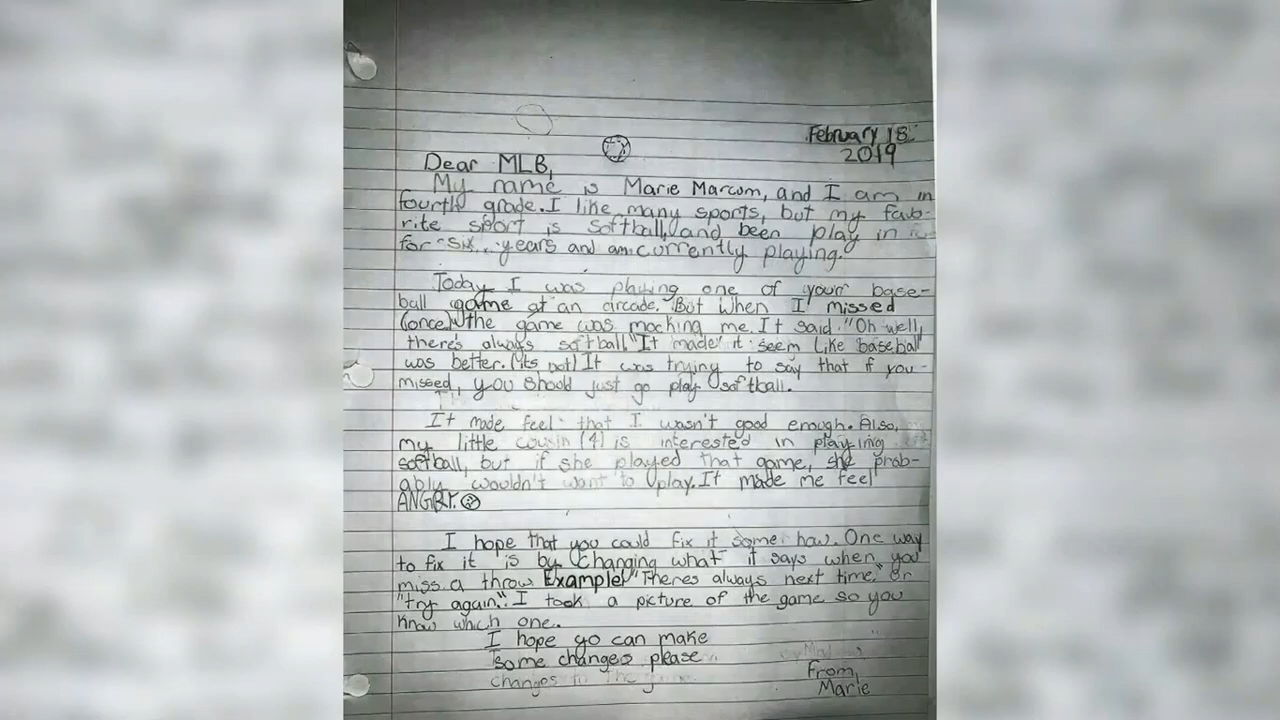 February 18
2019
Dear MLB,
My name is Marie Marcum, and I am in
fourth grade. I like many sports, but my favo-
rite sport is softball, and been play in
for six years and am currently playing.
Today I was playing one of your base-
ball game at an arcade. But when I missed
(once) the game was mocking me. It said "Oh well,
there's always softball" It made it seem like baseball
was better. (its not) It was trying to say that if you
missed, you should just go play softball.
It made feel that I wasn't good enough. Also,
my little cousin (4) is interested in playing
softball, but if she played that game, she prob-
ably wouldn't want to play. It made me feel
ANGRY.
I hope that you could fix it some how. One way
to fix it is by changing what it says when you
miss a throw Example! "Theres always next time," or
"try again". I took a picture of the game so you
know which one.
I hope yo can make
some changes please
changes to the
From,
Marie